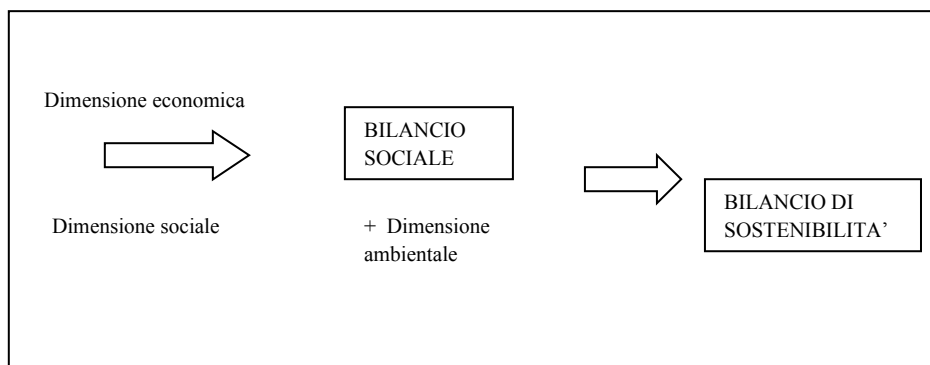 Dimensione economica
BILANCIO
SOCIALE
Dimensione sociale
+ Dimensione
ambientale
BILANCIO DI
SOSTENIBILITA’